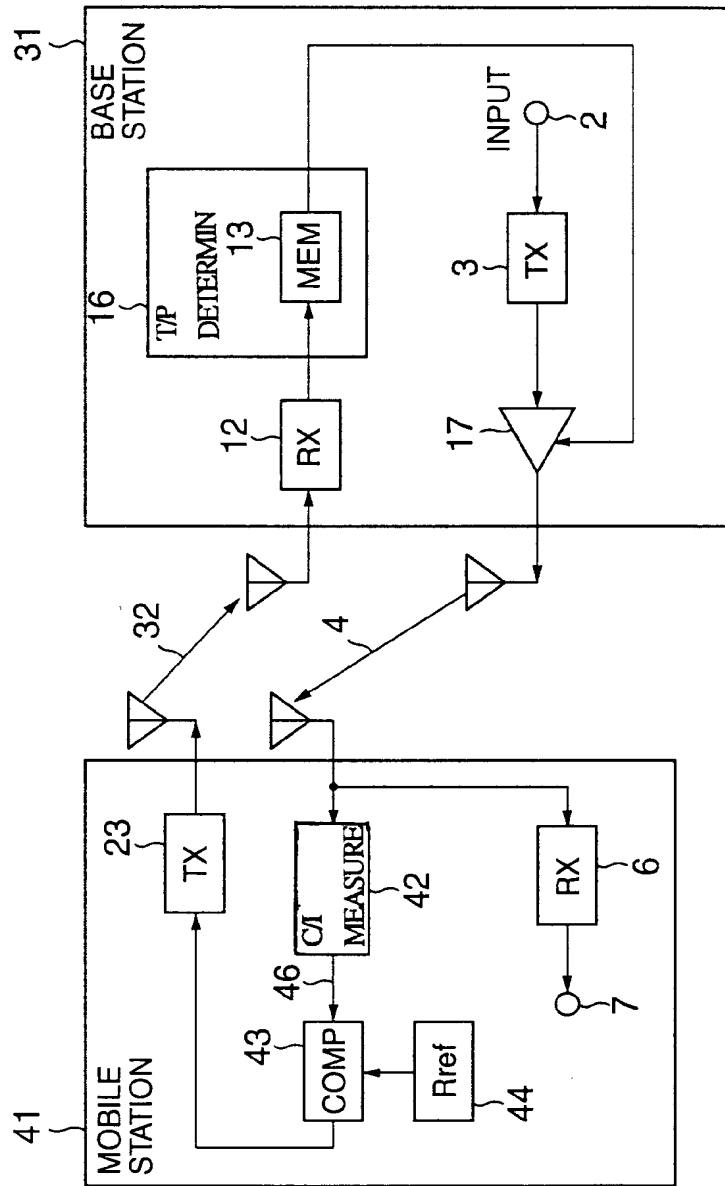 41
MOBILE
STATION
23
TX
43
COMP
46
C/I
MEASURE
42
Rref
44
RX
6
7
32
4
31
BASE
STATION
16
T/P
DETERMIN
13
MEM
12
RX
17
3
TX
INPUT
2